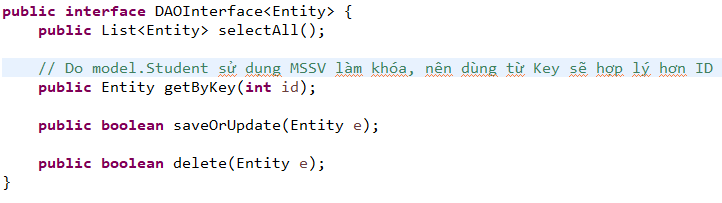 public interface DAOInterface<Entity> {
    public List<Entity> selectAll();
    // Do model.Student sử dụng MSSV làm khóa, nên dùng từ Key sẽ hợp lý hơn ID
    public Entity getByKey(int id);
    public boolean saveOrUpdate(Entity e);
    public boolean delete(Entity e);
}